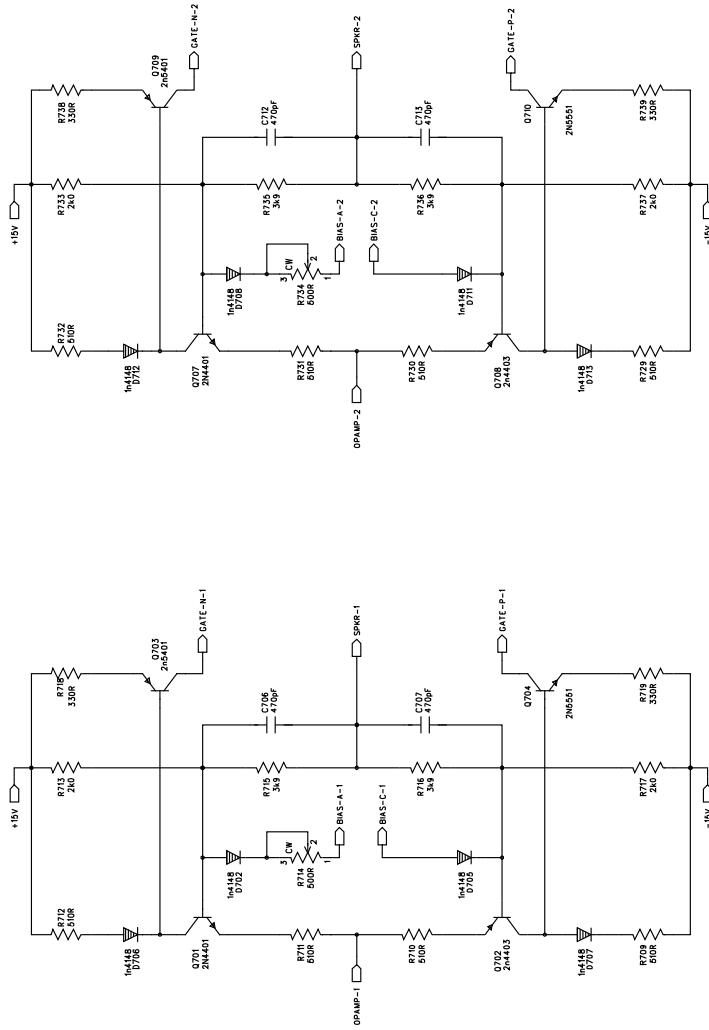 +15V
R732
510R
R733
2k0
R738
330R
1n4148
D712
Q709
2n5401
GATE-N-2
Q707
2N4401
1n4148
D708
C712
470pF
R735
3k9
CW
3
2
1
R734
500R
BIAS-A-2
R731
510R
OPAMP-2
SPKR-2
R730
510R
BIAS-C-2
R736
3k9
C713
470pF
1n4148
D711
Q708
2n4403
GATE-P-2
Q710
2N5551
1n4148
D713
R729
510R
R737
2k0
R739
330R
-15V
+15V
R712
510R
R713
2k0
R718
330R
1n4148
D706
Q703
2n5401
GATE-N-1
Q701
2N4401
1n4148
D702
C706
470pF
R715
3k9
CW
3
2
1
R714
500R
BIAS-A-1
R711
510R
OPAMP-1
SPKR-1
R710
510R
BIAS-C-1
R716
3k9
C707
470pF
1n4148
D705
Q702
2n4403
GATE-P-1
Q704
2N5551
1n4148
D707
R709
510R
R717
2k0
R719
330R
-15V